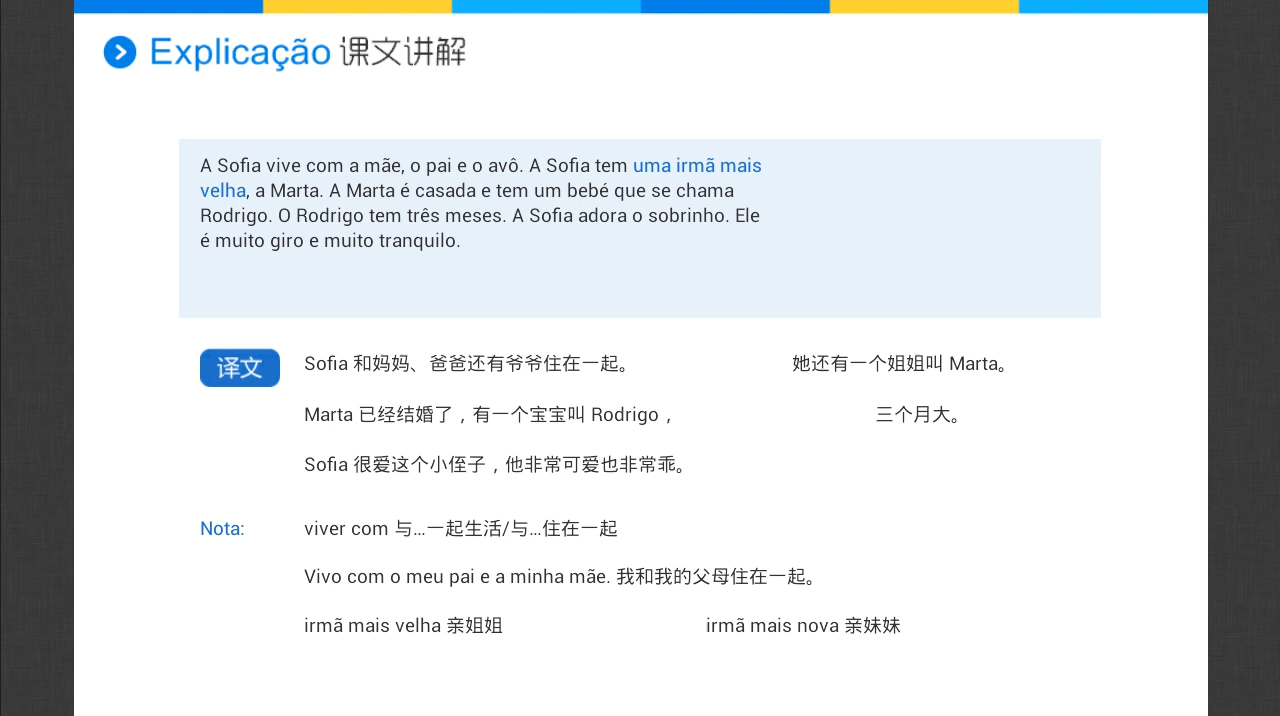 Explicação 课文讲解
A Sofia vive com a mãe, o pai e o avô. A Sofia tem uma irmã mais
velha, a Marta. A Marta é casada e tem um bebé que se chama
Rodrigo. O Rodrigo tem três meses. A Sofia adora o sobrinho. Ele
é muito giro e muito tranquilo.
译文 Sofia 和妈妈、爸爸还有爷爷住在一起。 她还有一个姐姐叫 Marta。
Marta 已经结婚了，有一个宝宝叫 Rodrigo， 三个月大。
Sofia 很爱这个小侄子，他非常可爱也非常乖。
Nota: viver com 与…一起生活/与…住在一起
Vivo com o meu pai e a minha mãe. 我和我的父母住在一起。
irmã mais velha 亲姐姐 irmã mais nova 亲妹妹